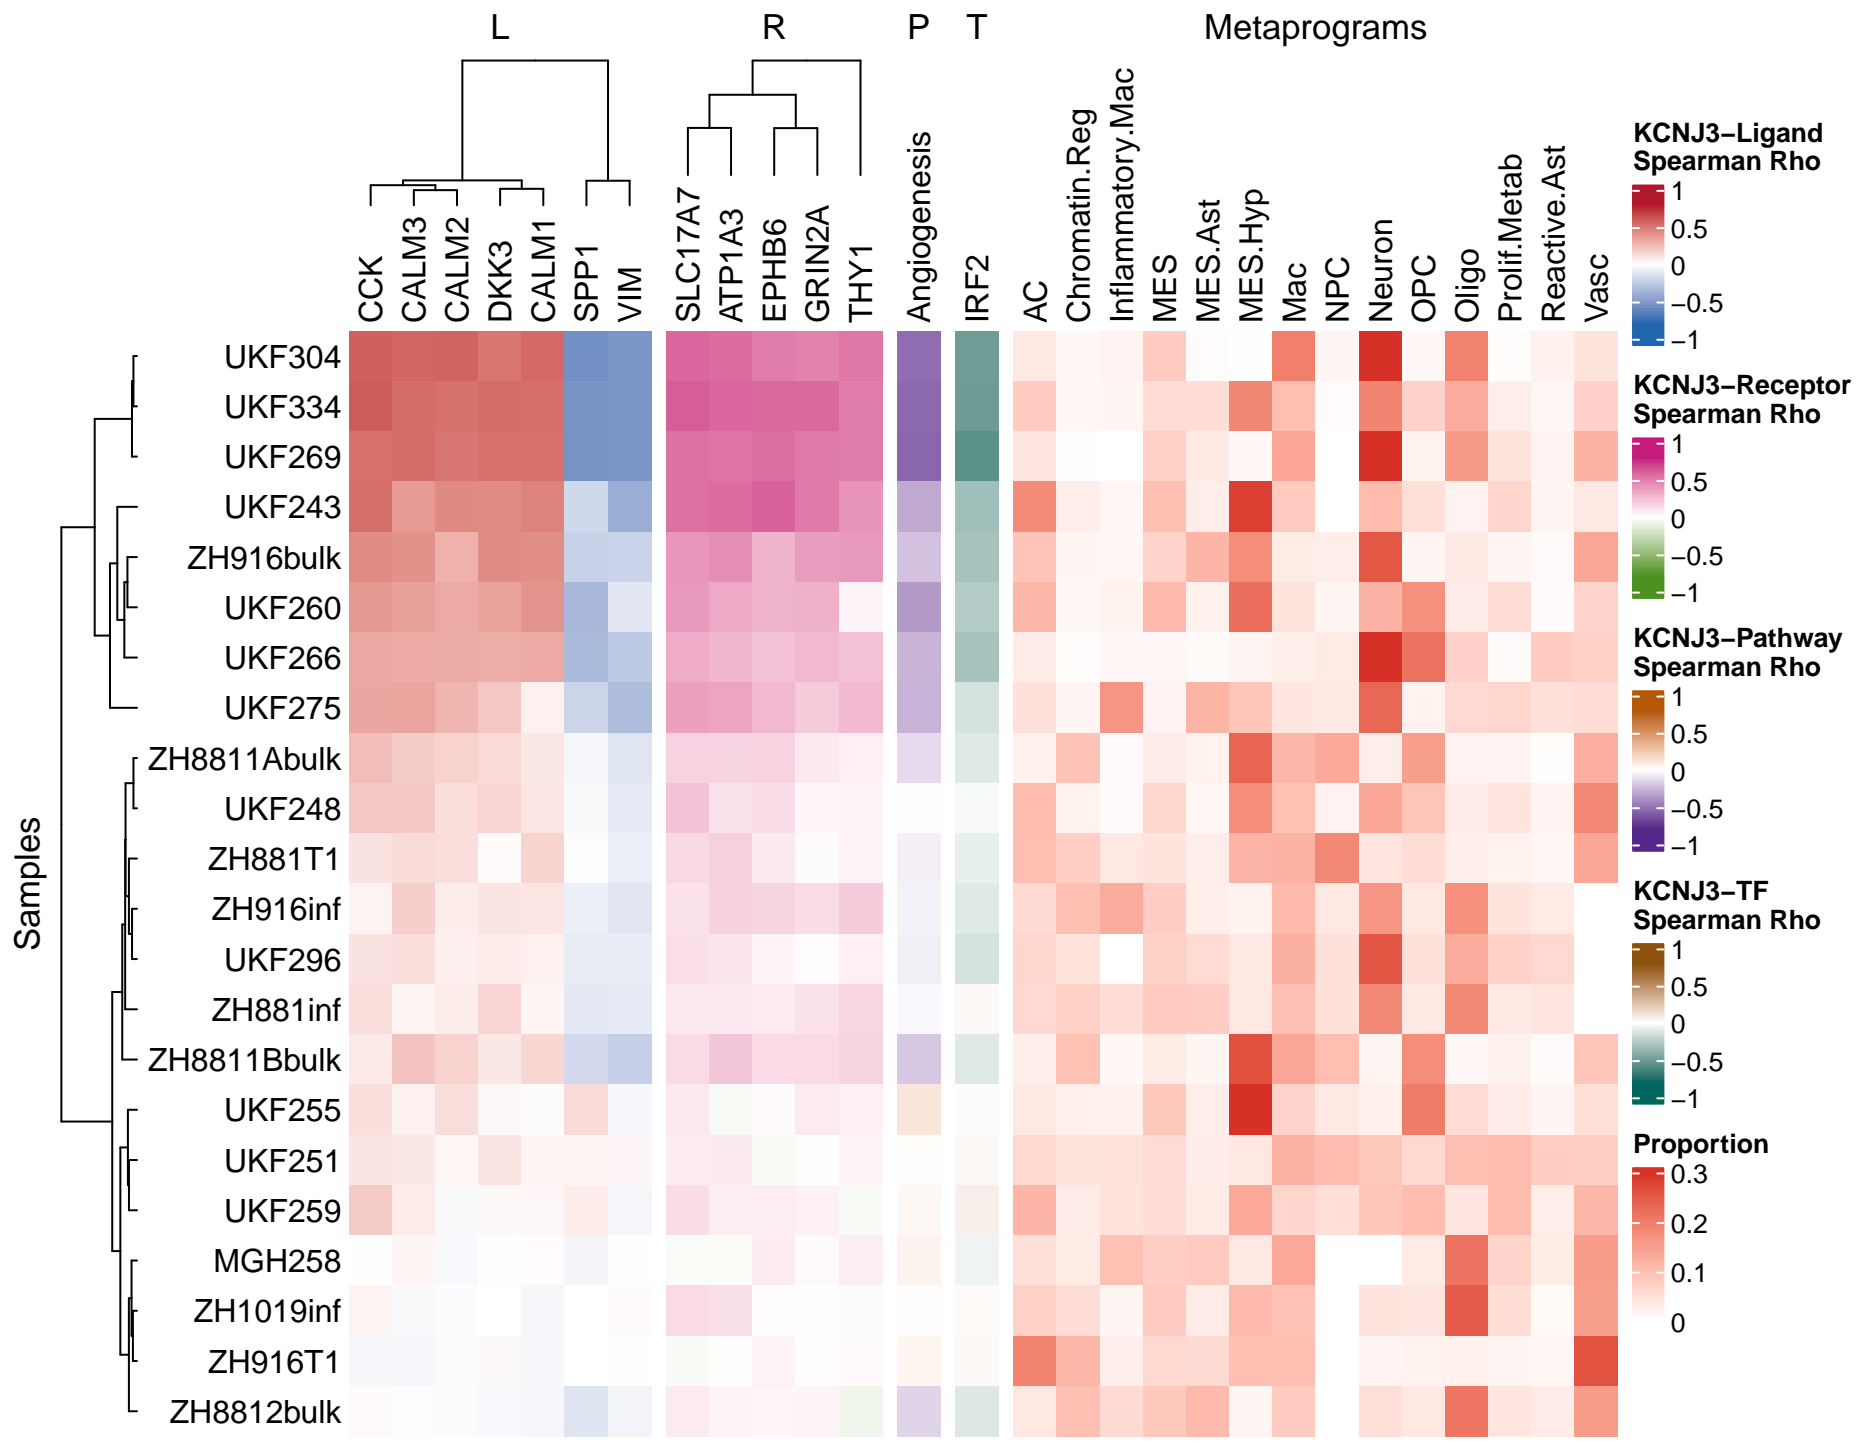 L R P T Metaprograms
CCK
CALM3
CALM2
DKK3
CALM1
SPP1
VIM
SLC17A7
ATP1A3
EPHB6
GRIN2A
THY1
Angiogenesis
IRF2
AC
Chromatin.Reg
Inflammatory.Mac
MES
MES.Ast
MES.Hyp
Mac
NPC
Neuron
OPC
Oligo
Prolif.Metab
Reactive.Ast
Vasc
Samples
UKF304
UKF334
UKF269
UKF243
ZH916bulk
UKF260
UKF266
UKF275
ZH8811Abulk
UKF248
ZH881T1
ZH916inf
UKF296
ZH881inf
ZH8811Bbulk
UKF255
UKF251
UKF259
MGH258
ZH1019inf
ZH916T1
ZH8812bulk
KCNJ3−Ligand
Spearman Rho
1
0.5
0
−0.5
−1
KCNJ3−Receptor
Spearman Rho
1
0.5
0
−0.5
−1
KCNJ3−Pathway
Spearman Rho
1
0.5
0
−0.5
−1
KCNJ3−TF
Spearman Rho
1
0.5
0
−0.5
−1
Proportion
0.3
0.2
0.1
0